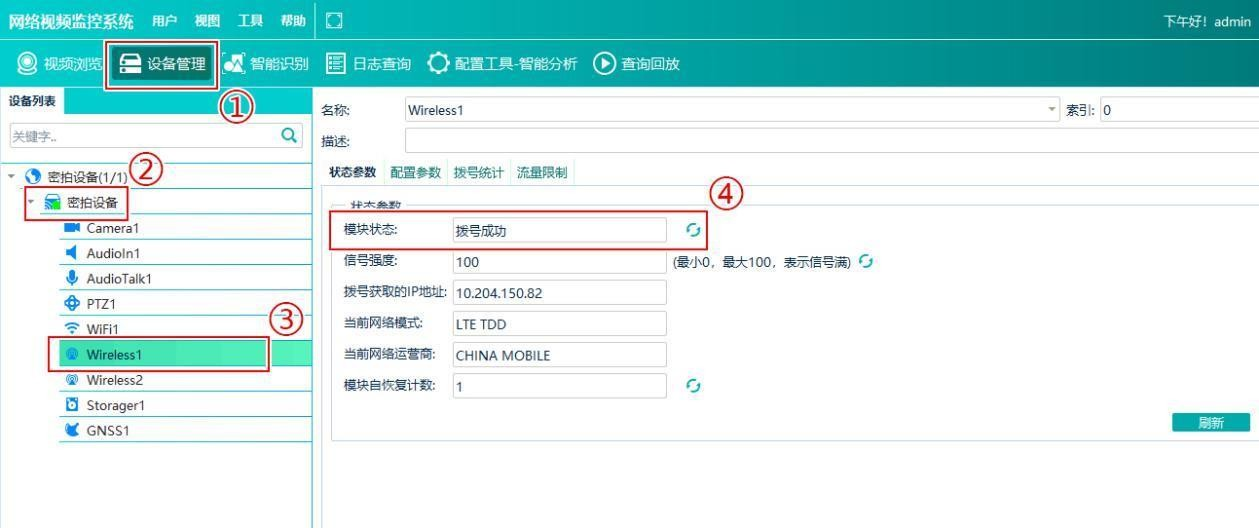 网络视频监控系统 用户 视图 工具 帮助 下午好！admin
视频浏览 设备管理 智能识别 日志查询 配置工具-智能分析 查询回放
①
设备列表
关键字..
②
密拍设备(1/1)
密拍设备
Camera1
AudioIn1
AudioTalk1
PTZ1
WiFi1
③
Wireless1
Wireless2
Storager1
GNSS1
名称: Wireless1 索引: 0
描述:
状态参数 配置参数 拨号统计 流量限制
④
状态参数
模块状态: 拨号成功
信号强度: 100 (最小0，最大100，表示信号满)
拨号获取的IP地址: 10.204.150.82
当前网络模式: LTE TDD
当前网络运营商: CHINA MOBILE
模块自恢复计数: 1
刷新